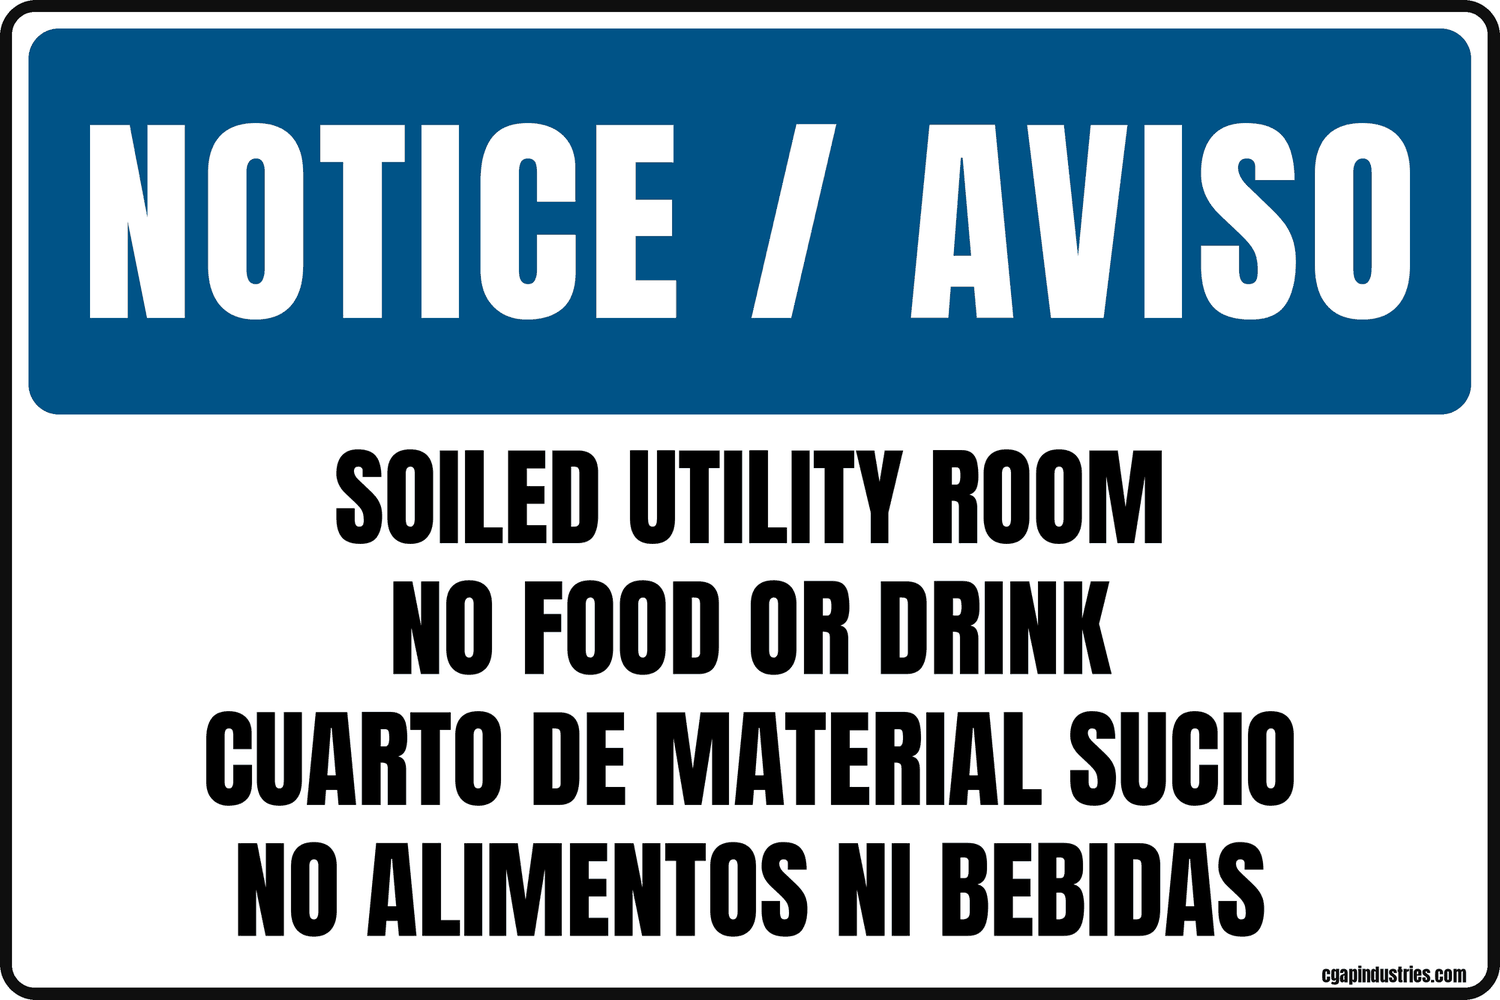 NOTICE / AVISO
SOILED UTILITY ROOM
NO FOOD OR DRINK
CUARTO DE MATERIAL SUCIO
NO ALIMENTOS NI BEBIDAS
cgapindustries.com